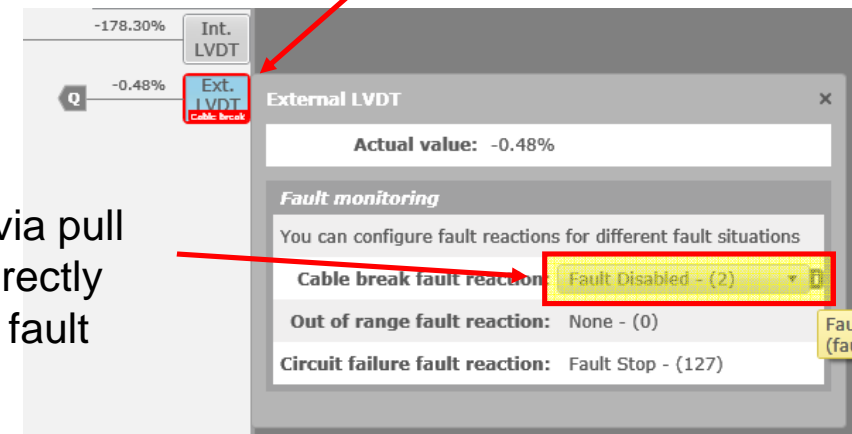 -178.30%
Int.
LVDT
-0.48%
Q
Ext.
LVDT
Cable break
External LVDT ×
Actual value: -0.48%
Fault monitoring
You can configure fault reactions for different fault situations
Cable break fault reaction: Fault Disabled - (2)
Out of range fault reaction: None - (0)
Circuit failure fault reaction: Fault Stop - (127)
via pull
rectly
fault
Fau
(fau